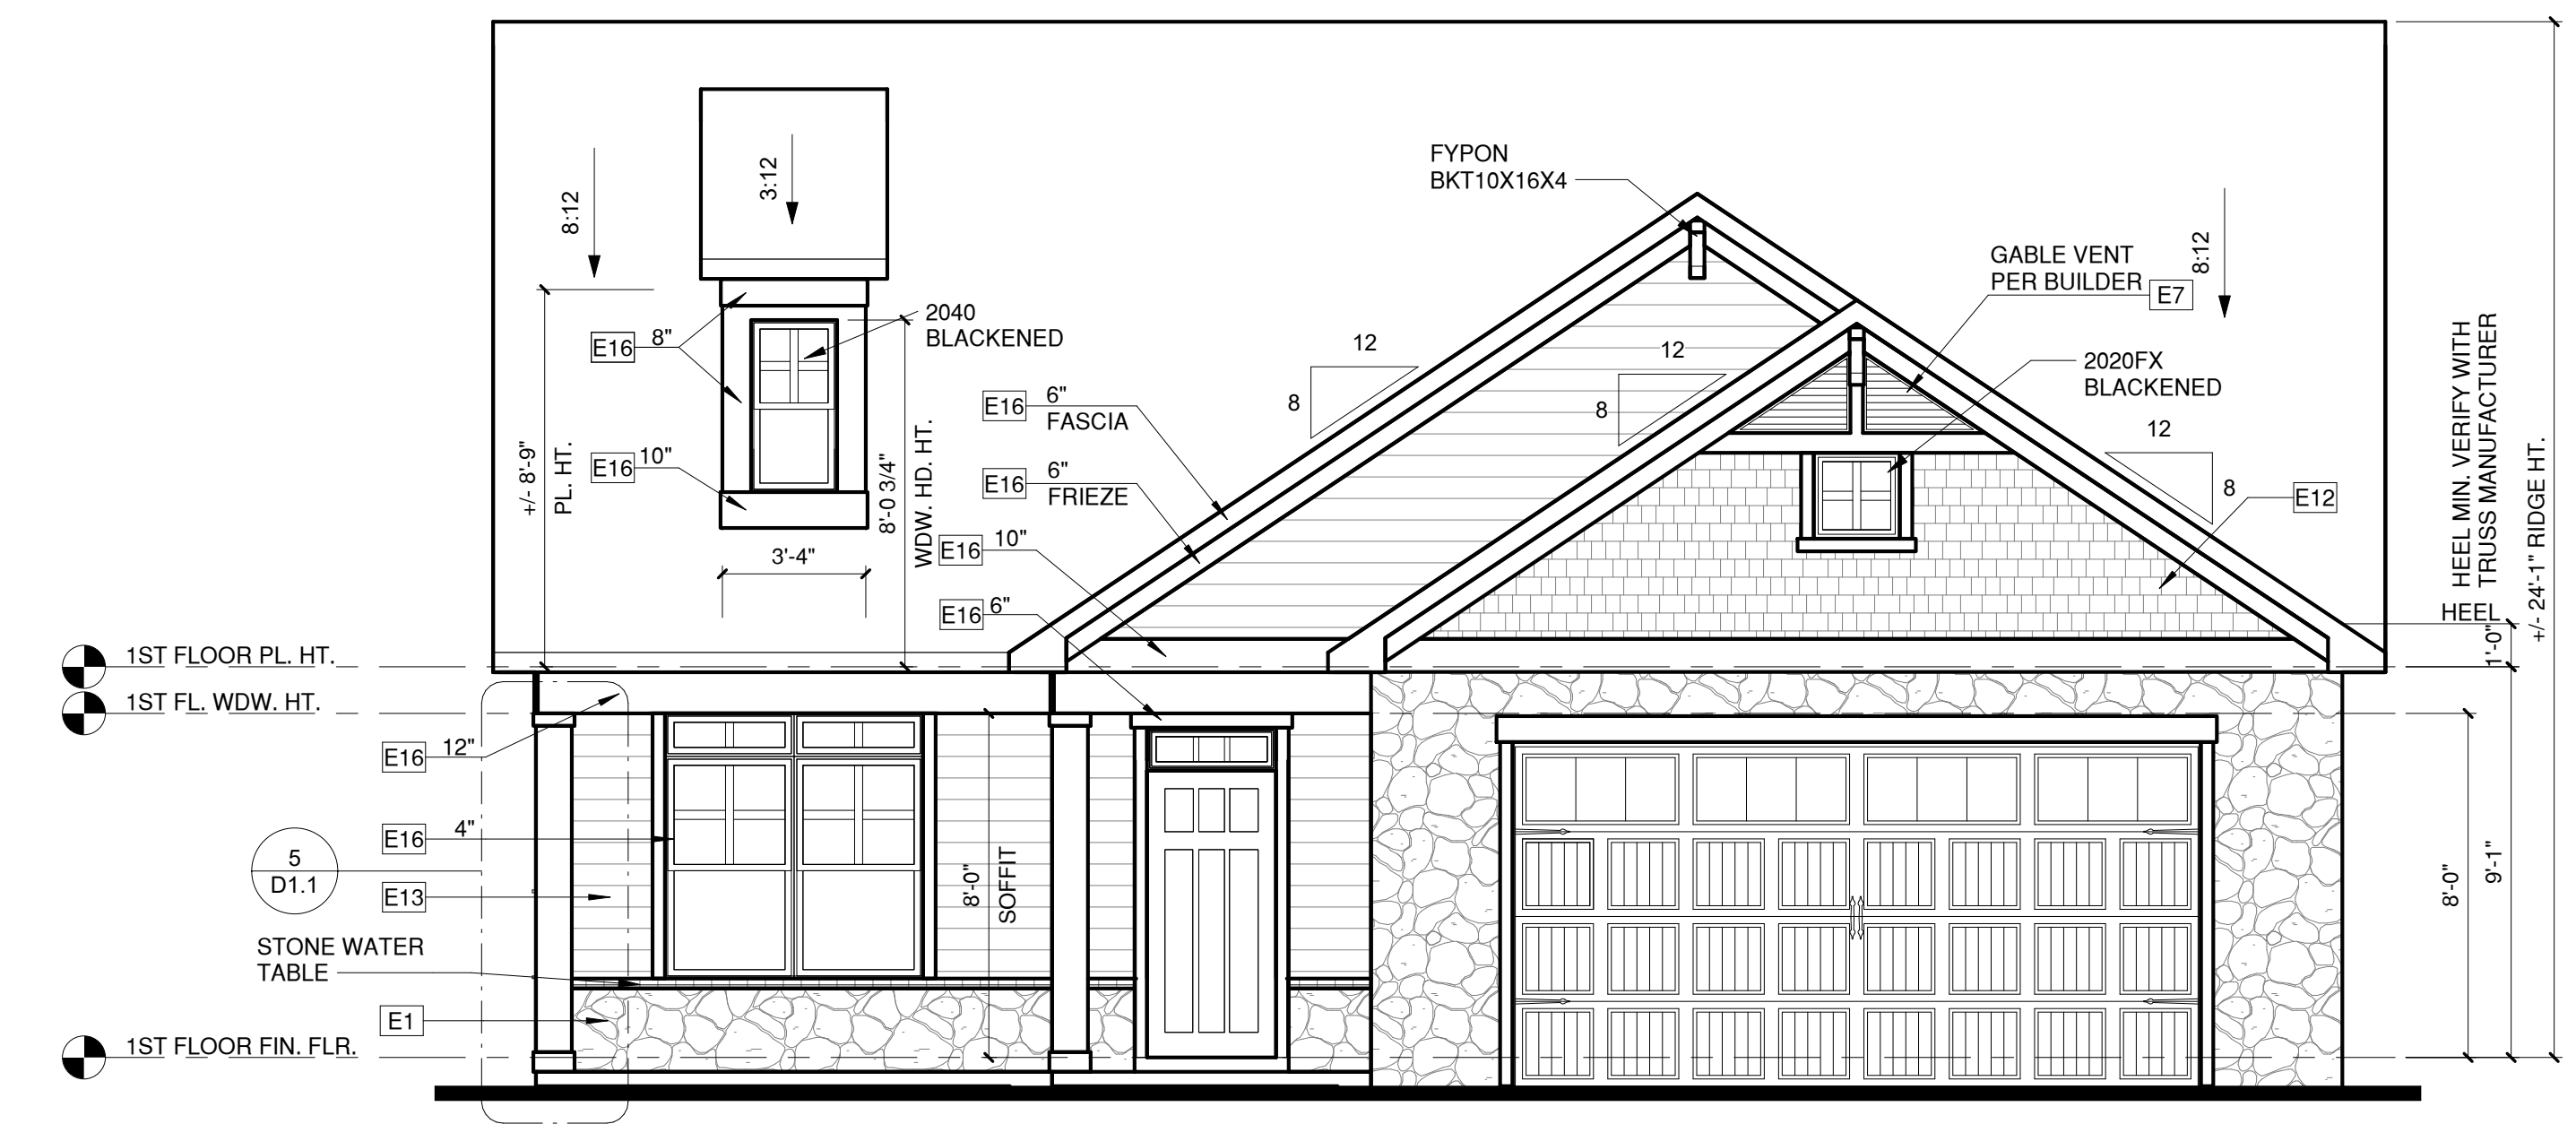 FYPON
BKT10X16X4
8:12
3:12
GABLE VENT
PER BUILDER
E7
8:12
E16 8"
2040
BLACKENED
12
8
12
8
2020FX
BLACKENED
12
8
E12
E16 6"
FASCIA
E16 10"
E16 6"
FRIEZE
+/- 8'-9"
PL. HT.
8'-0 3/4"
WDW. HD. HT.
3'-4"
E16 10"
E16 6"
HEEL MIN. VERIFY WITH
TRUSS MANUFACTURER
HEEL
1'-0"
+/- 24'-1" RIDGE HT.
1ST FLOOR PL. HT.
1ST FL. WDW. HT.
E16 12"
E16 4"
5
D1.1
E13
8'-0"
SOFFIT
8'-0"
9'-1"
STONE WATER
TABLE
E1
1ST FLOOR FIN. FLR.